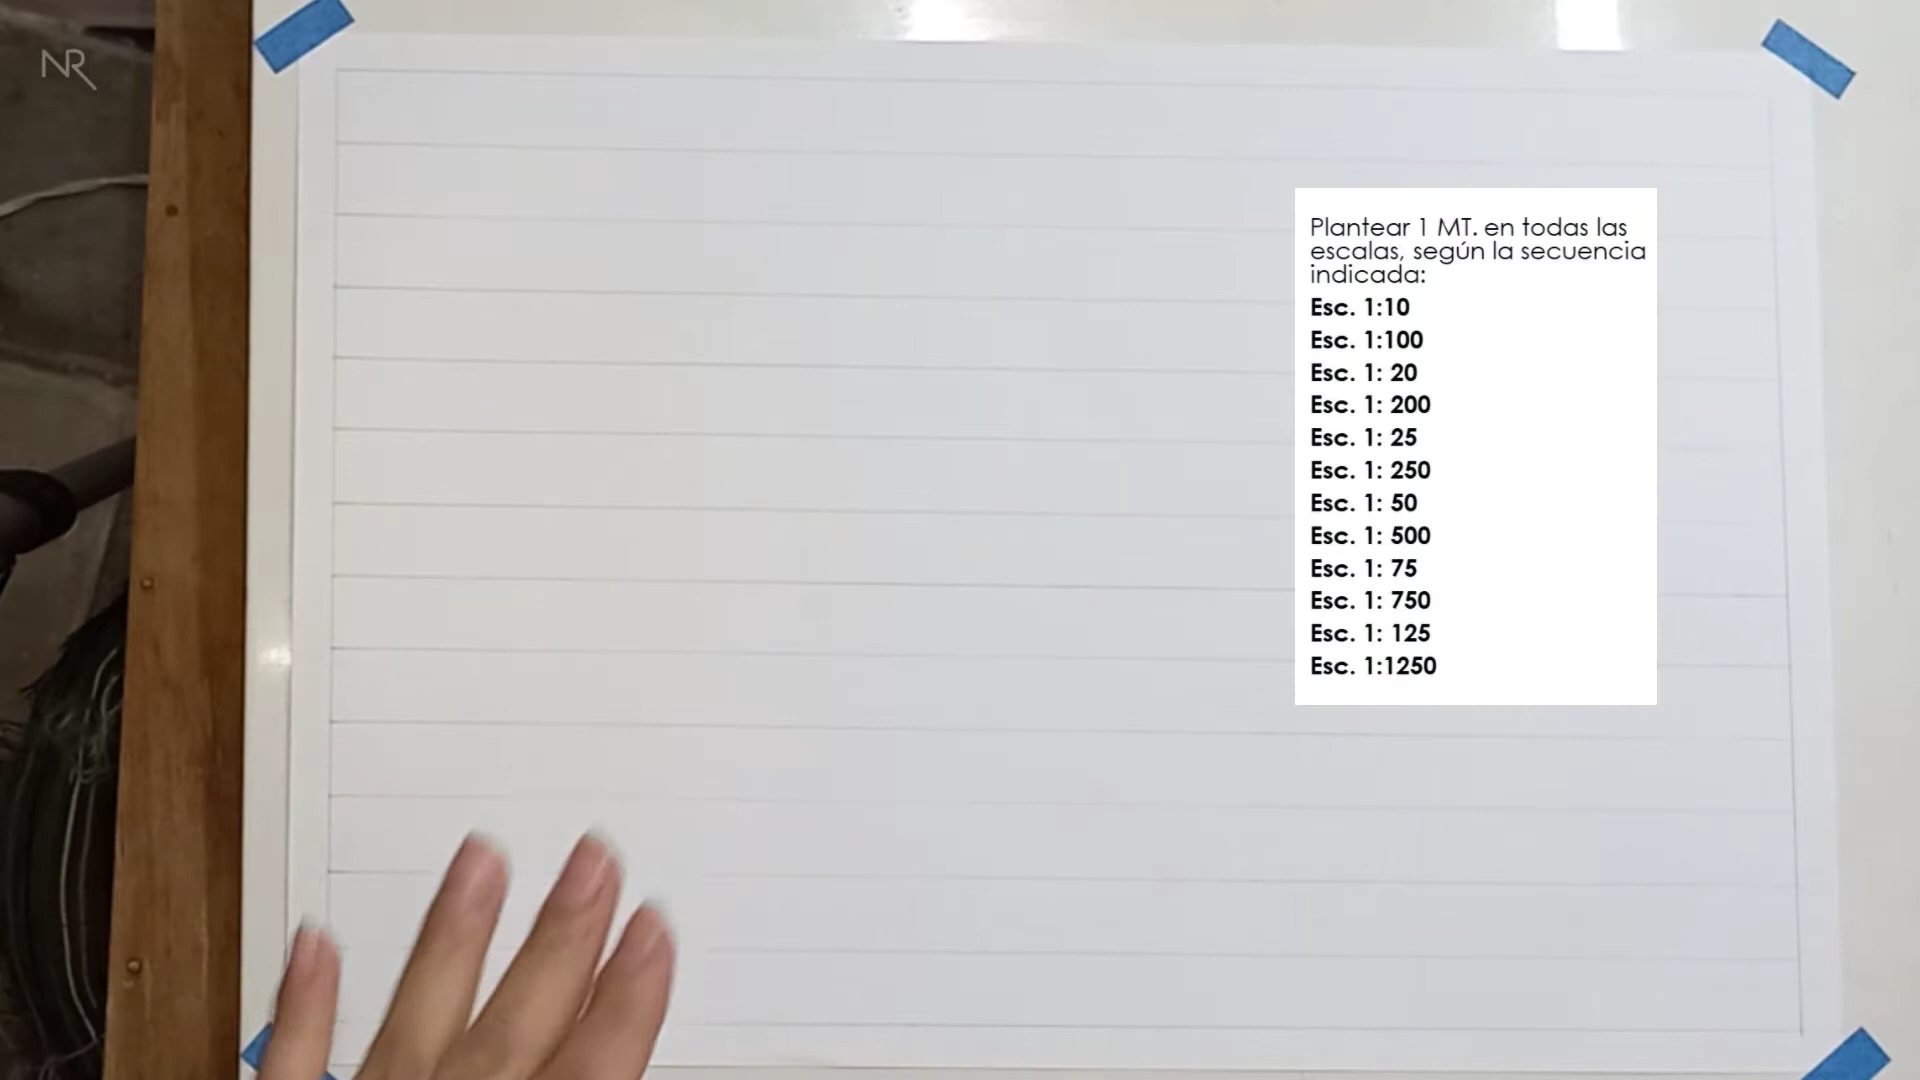 NR
Plantear 1 MT. en todas las
escalas, según la secuencia
indicada:
Esc. 1:10
Esc. 1:100
Esc. 1: 20
Esc. 1: 200
Esc. 1: 25
Esc. 1: 250
Esc. 1: 50
Esc. 1: 500
Esc. 1: 75
Esc. 1: 750
Esc. 1: 125
Esc. 1:1250